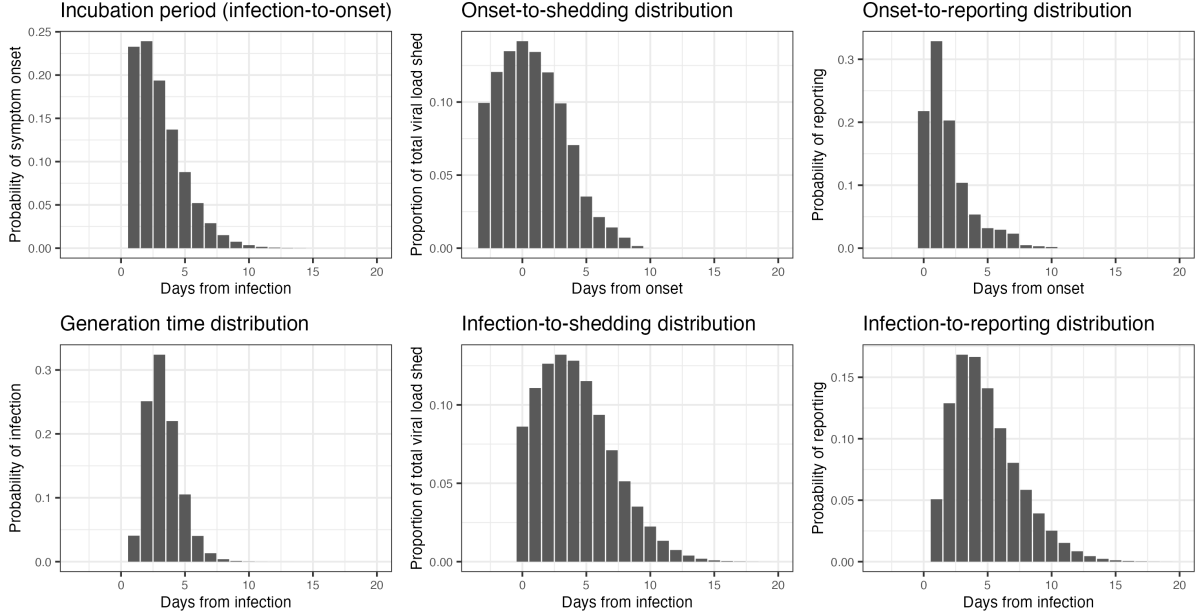 Incubation period (infection-to-onset)
Probability of symptom onset
0.25
0.20
0.15
0.10
0.05
0.00
0 5 10 15 20
Days from infection
Onset-to-shedding distribution
Proportion of total viral load shed
0.10
0.05
0.00
0 5 10 15 20
Days from onset
Onset-to-reporting distribution
Probability of reporting
0.3
0.2
0.1
0.0
0 5 10 15 20
Days from onset
Generation time distribution
Probability of infection
0.3
0.2
0.1
0.0
0 5 10 15 20
Days from infection
Infection-to-shedding distribution
Proportion of total viral load shed
0.10
0.05
0.00
0 5 10 15 20
Days from infection
Infection-to-reporting distribution
Probability of reporting
0.15
0.10
0.05
0.00
0 5 10 15 20
Days from infection